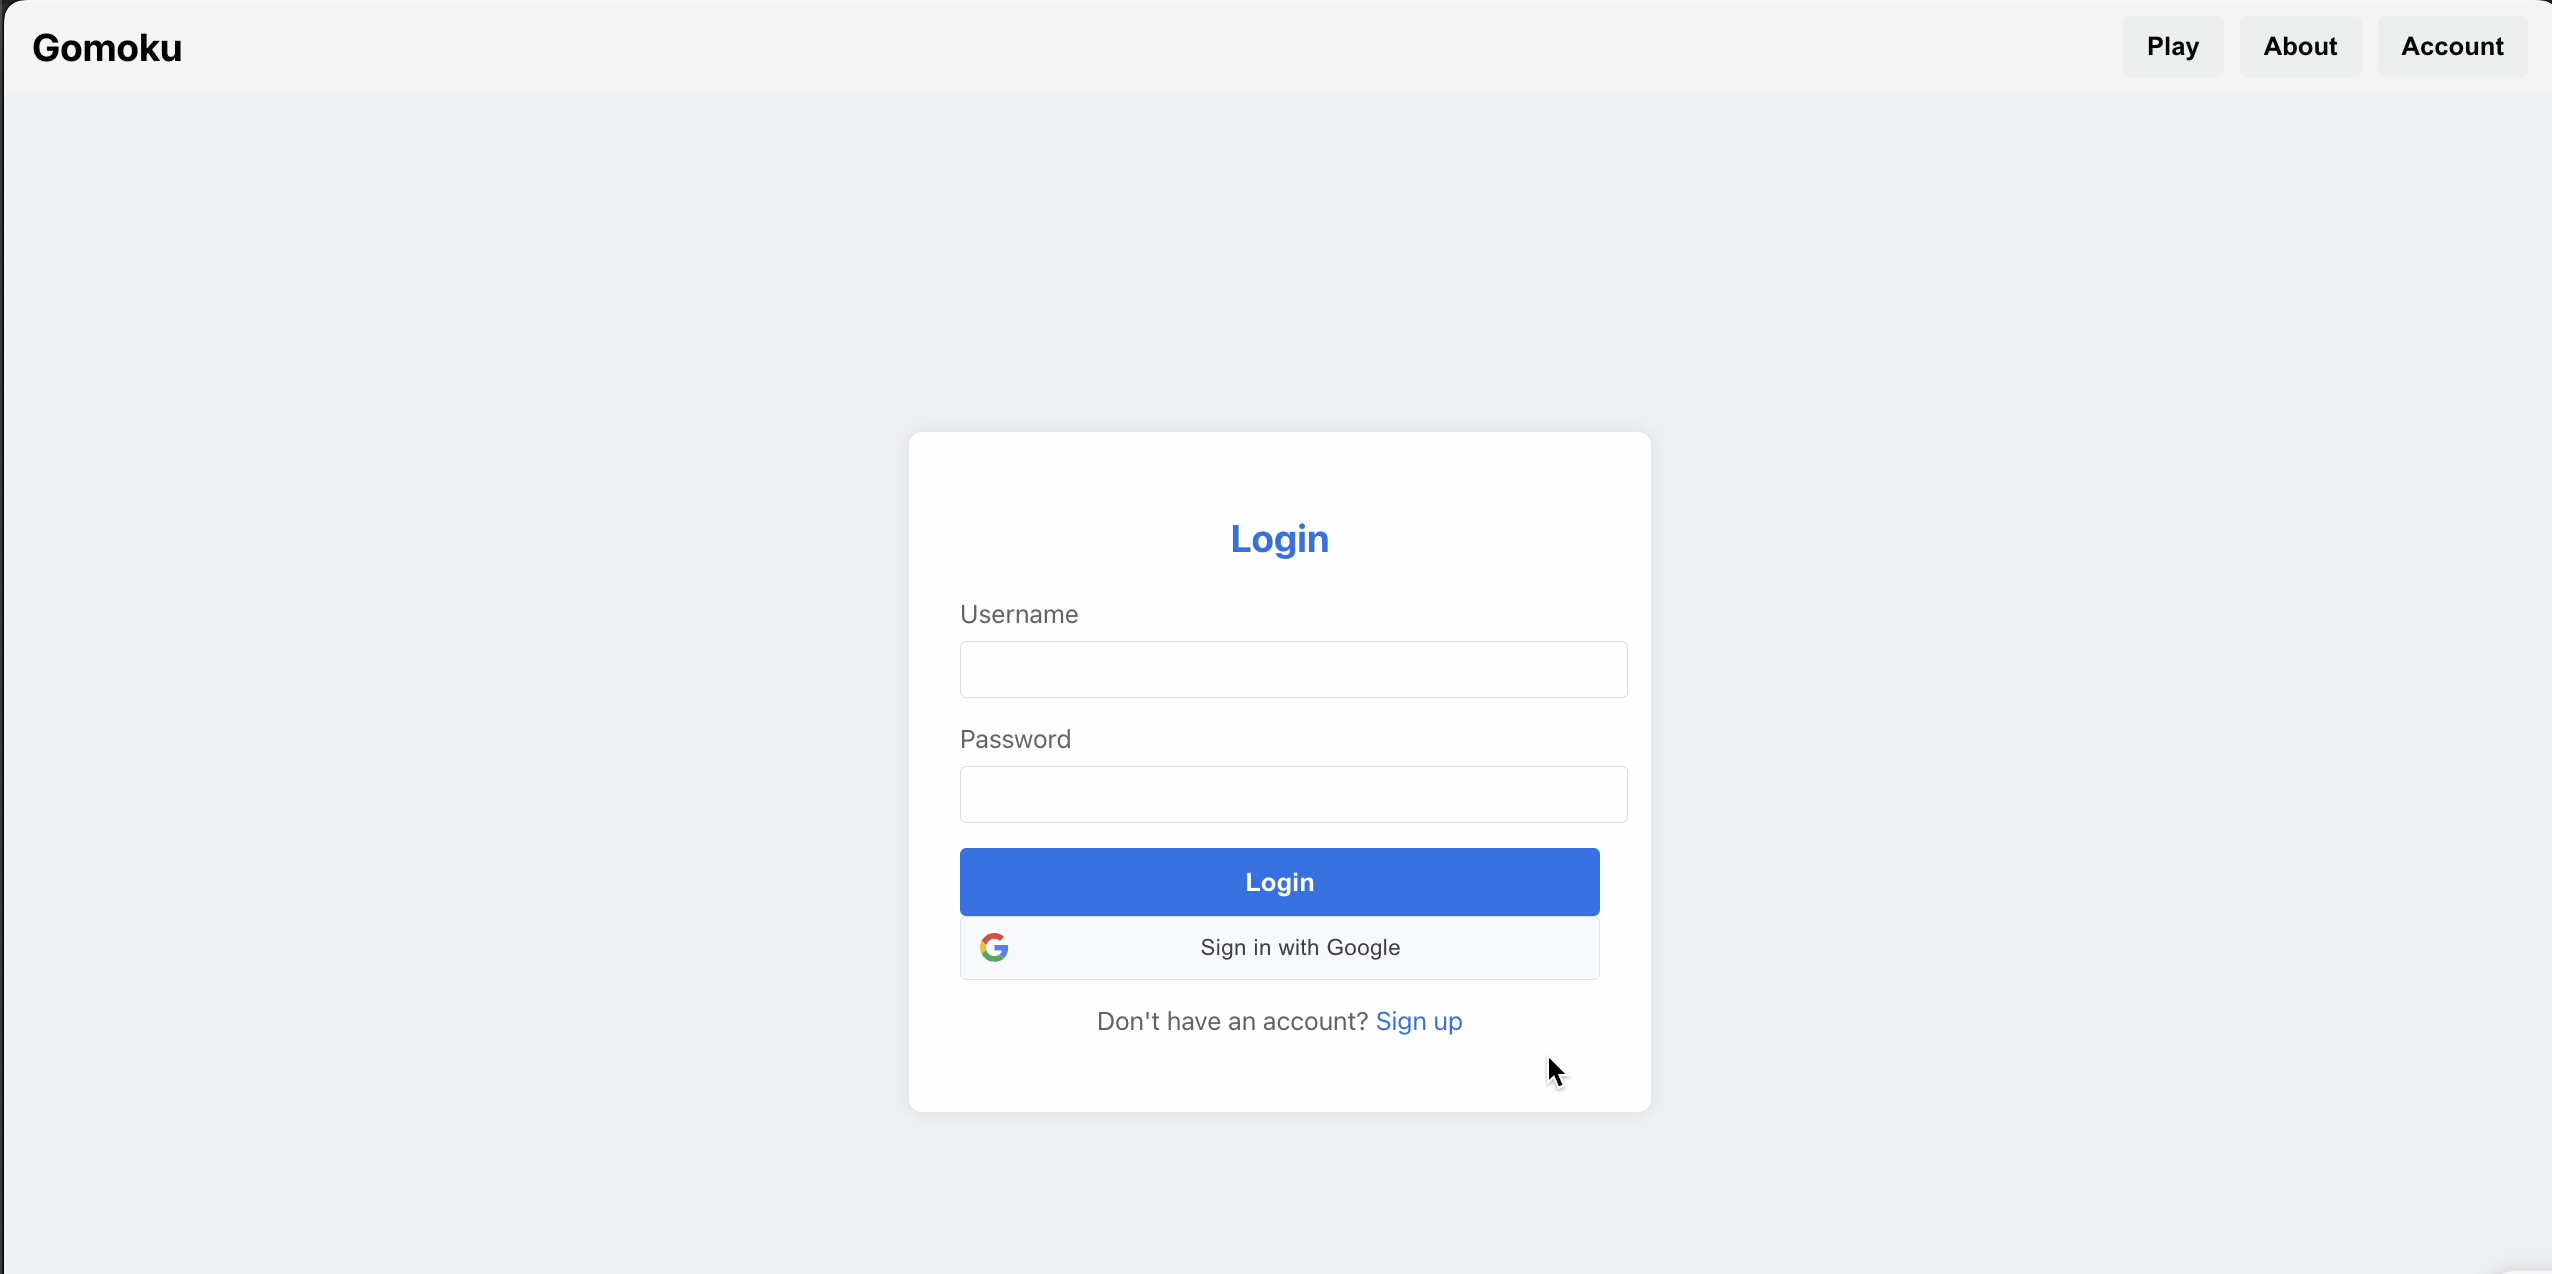 Gomoku
Play About Account
Login
Username
Password
Login
Sign in with Google
Don't have an account? Sign up